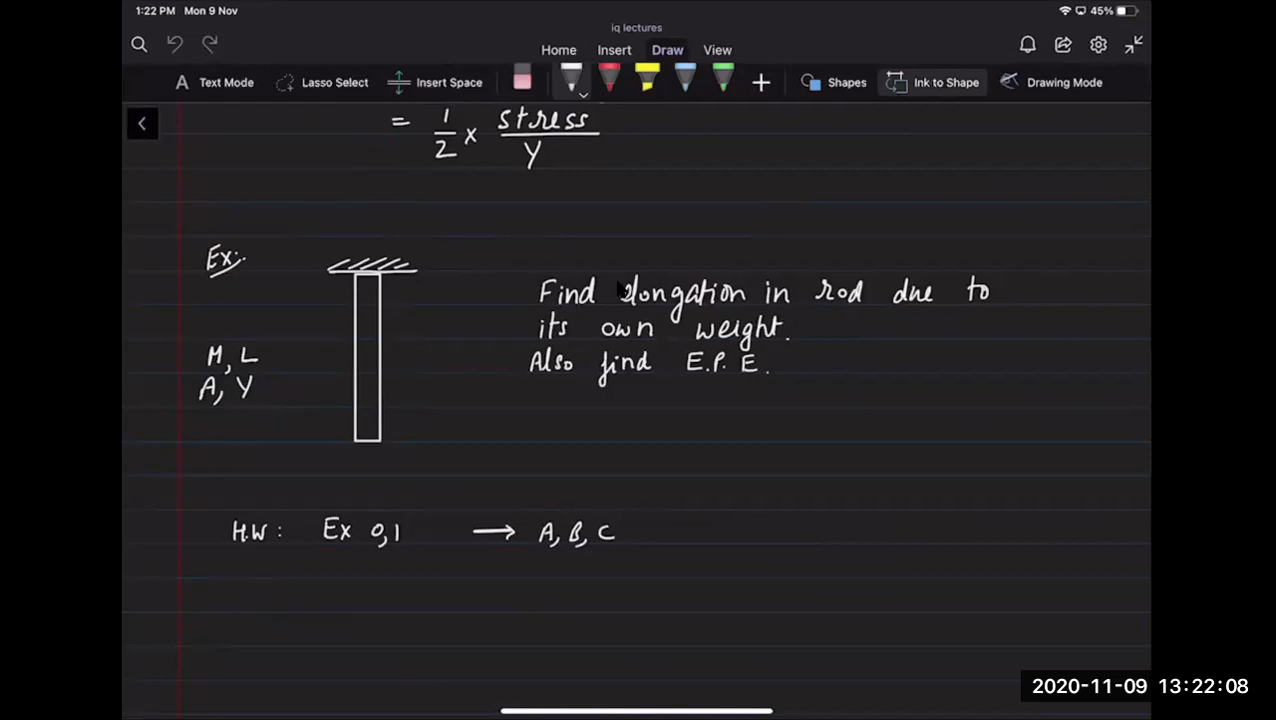 1:22 PM Mon 9 Nov
45%
iq lectures
Home Insert Draw View
Text Mode Lasso Select Insert Space Shapes Ink to Shape Drawing Mode
= 1/2 × stress/Y
Ex:
Find elongation in rod due to
its own weight.
M, L
Also find E.P.E.
A, Y
H.W: Ex 0,1 → A, B, C
2020-11-09 13:22:08